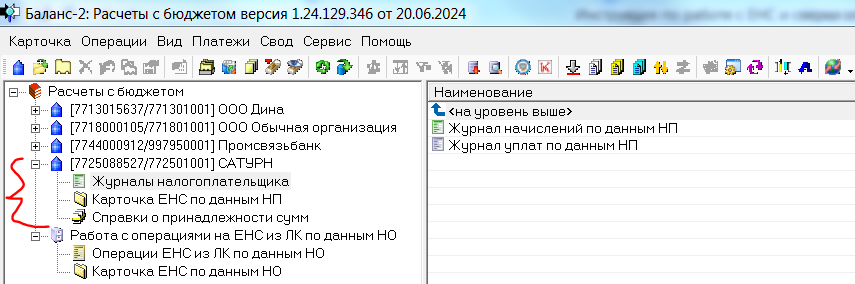 Баланс-2: Расчеты с бюджетом версия 1.24.129.346 от 20.06.2024
Карточка Операции Вид Платежи Свод Сервис Помощь
Расчеты с бюджетом
[7713015637/771301001] ООО Дина
[7718000105/771801001] ООО Обычная организация
[7744000912/997950001] Промсвязьбанк
[7725088527/772501001] САТУРН
Журналы налогоплательщика
Карточка ЕНС по данным НП
Справки о принадлежности сумм
Работа с операциями на ЕНС из ЛК по данным НО
Операции ЕНС из ЛК по данным НО
Карточка ЕНС по данным НО
Наименование
<на уровень выше>
Журнал начислений по данным НП
Журнал уплат по данным НП